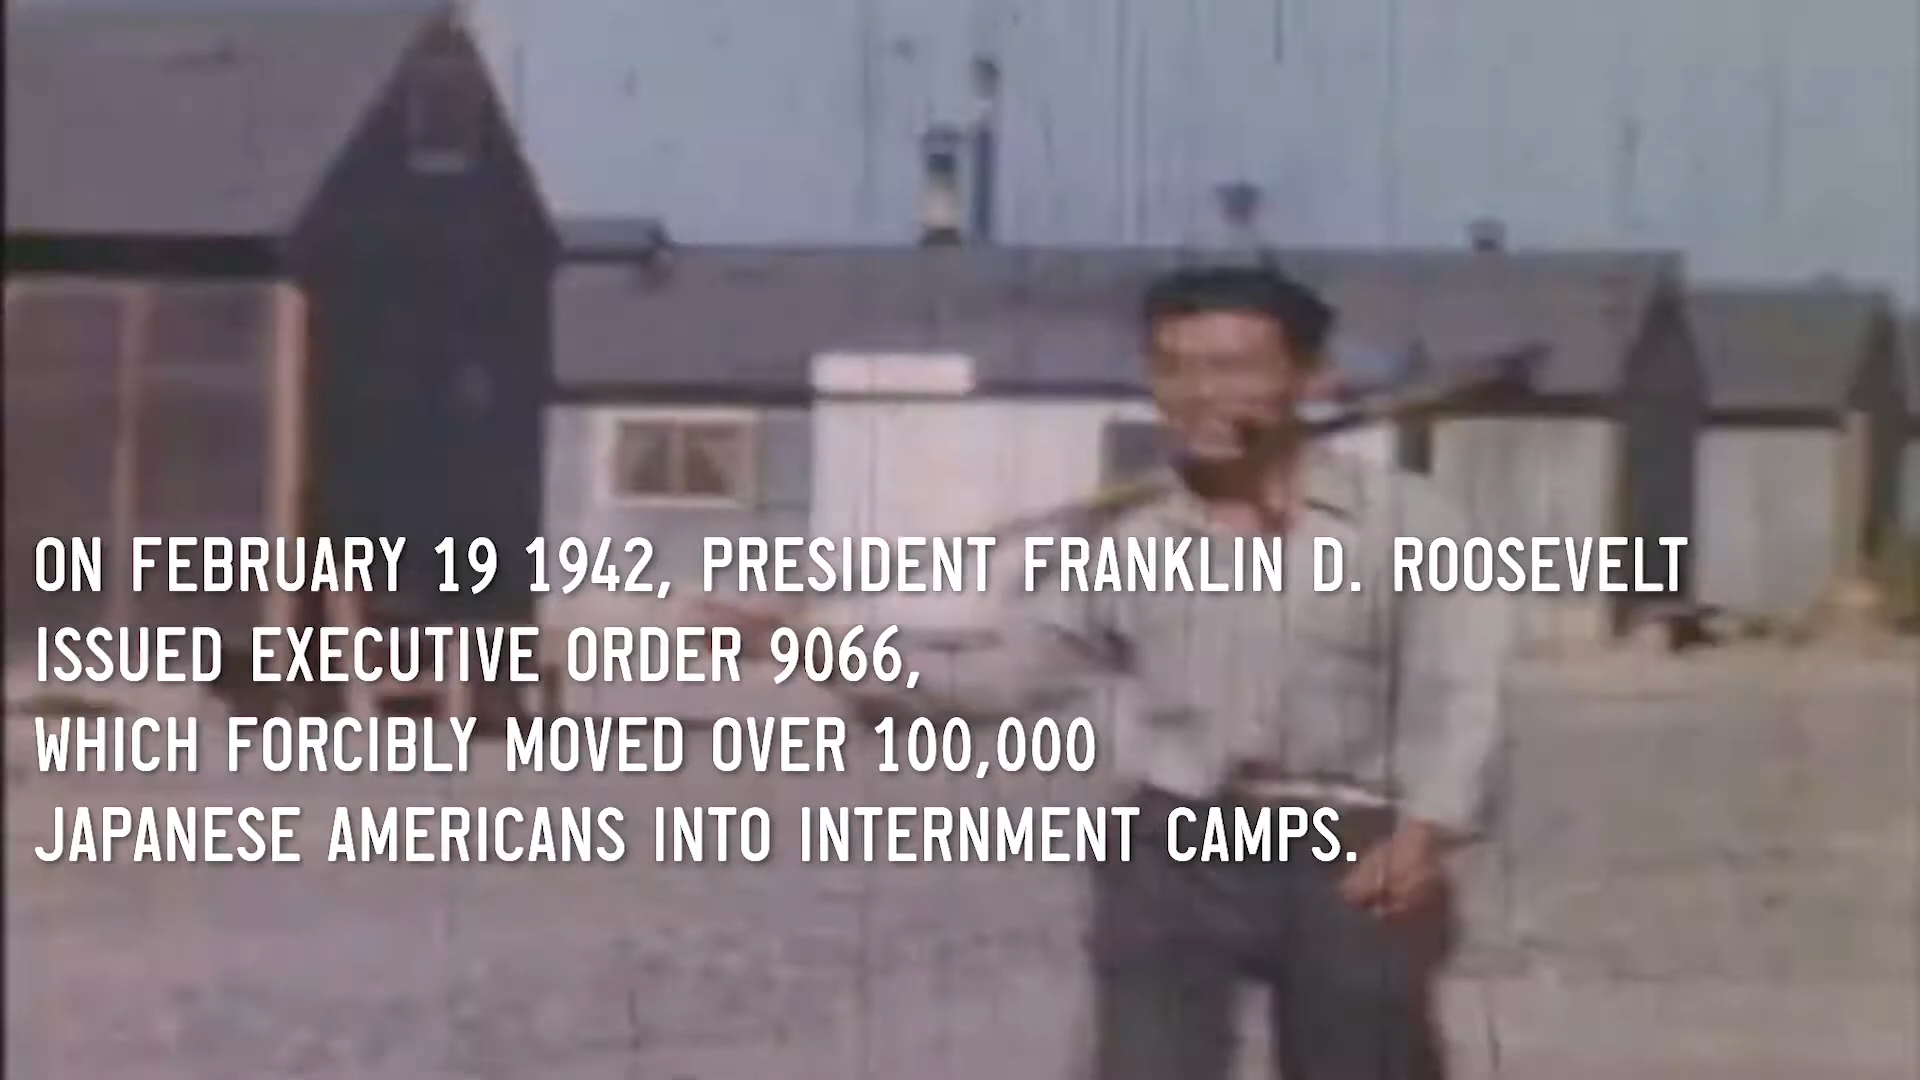 ON FEBRUARY 19 1942, PRESIDENT FRANKLIN D. ROOSEVELT
ISSUED EXECUTIVE ORDER 9066,
WHICH FORCIBLY MOVED OVER 100,000
JAPANESE AMERICANS INTO INTERNMENT CAMPS.